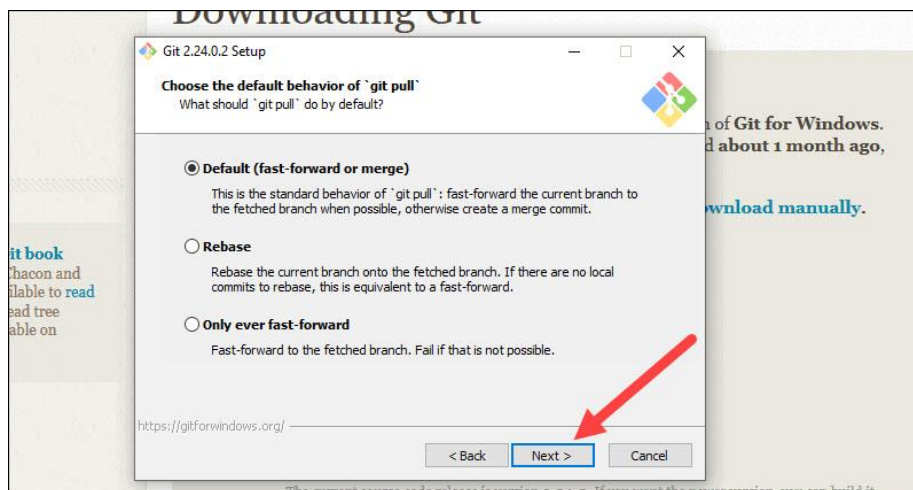 Downloading Git
Git 2.24.0.2 Setup
Choose the default behavior of `git pull`
What should `git pull` do by default?
n of Git for Windows.
d about 1 month ago,
Default (fast-forward or merge)
This is the standard behavior of `git pull`: fast-forward the current branch to
the fetched branch when possible, otherwise create a merge commit.
ownload manually.
Rebase
Rebase the current branch onto the fetched branch. If there are no local
commits to rebase, this is equivalent to a fast-forward.
it book
Chacon and
ilable to read
ead tree
able on
Only ever fast-forward
Fast-forward to the fetched branch. Fail if that is not possible.
https://gitforwindows.org/
< Back
Next >
Cancel